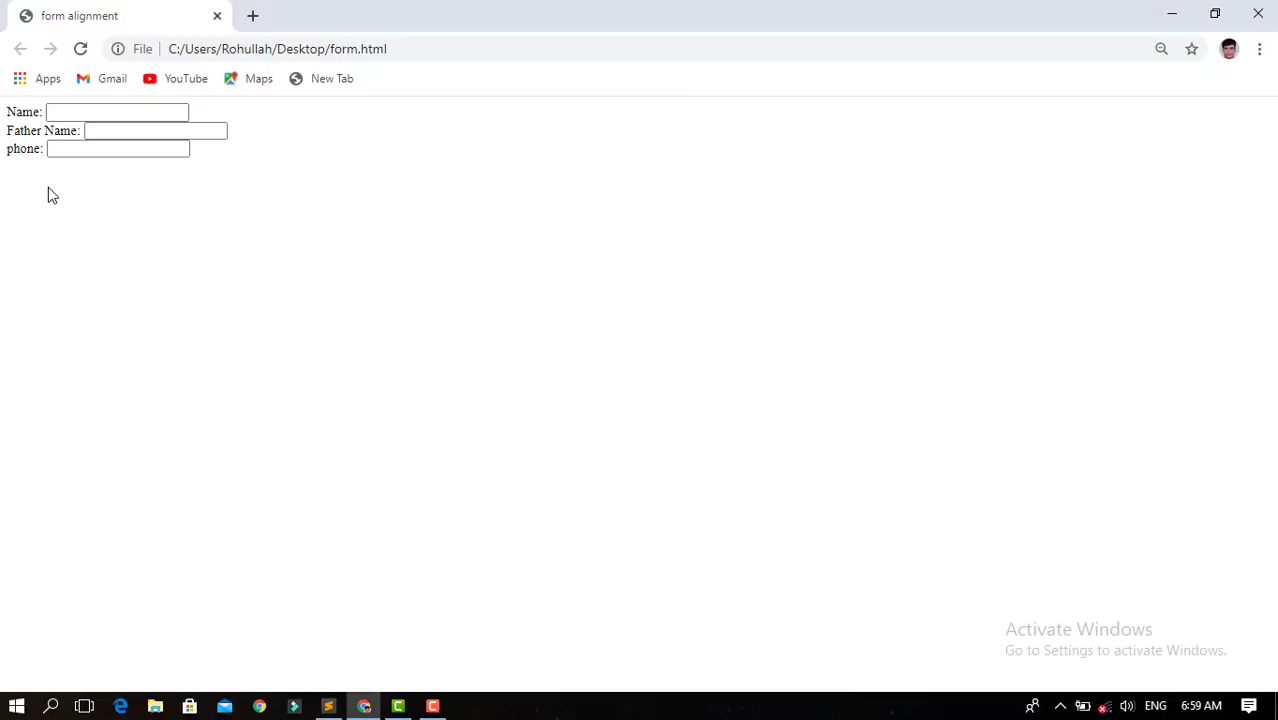 form alignment
File
C:/Users/Rohullah/Desktop/form.html
Apps
Gmail
YouTube
Maps
New Tab
Name:
Father Name:
phone:
Activate Windows
Go to Settings to activate Windows.
ENG
6:59 AM